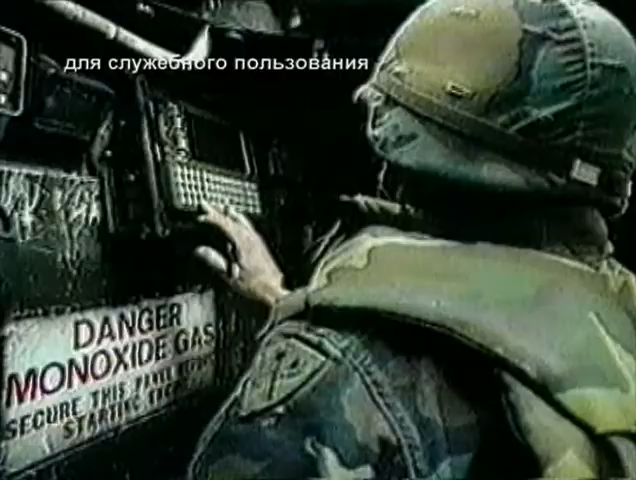 для служебного пользования
DANGER
MONOXIDE GAS
SECURE THIS PANEL
STARTING